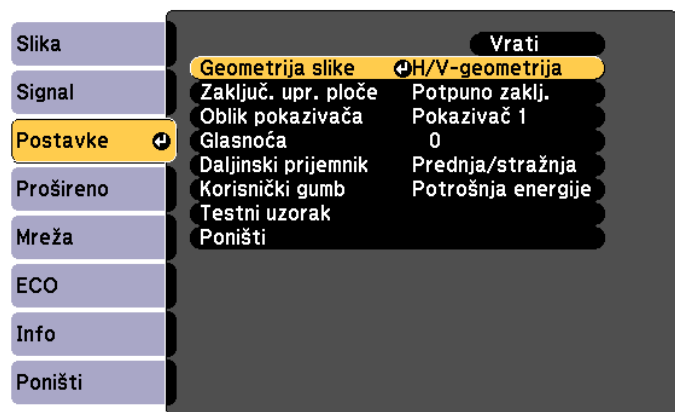 Slika
Signal
Postavke
Prošireno
Mreža
ECO
Info
Poništi
Vrati
Geometrija slike H/V-geometrija
Zaključ. upr. ploče Potpuno zaklj.
Oblik pokazivača Pokazivač 1
Glasnoća 0
Daljinski prijemnik Prednja/stražnja
Korisnički gumb Potrošnja energije
Testni uzorak
Poništi